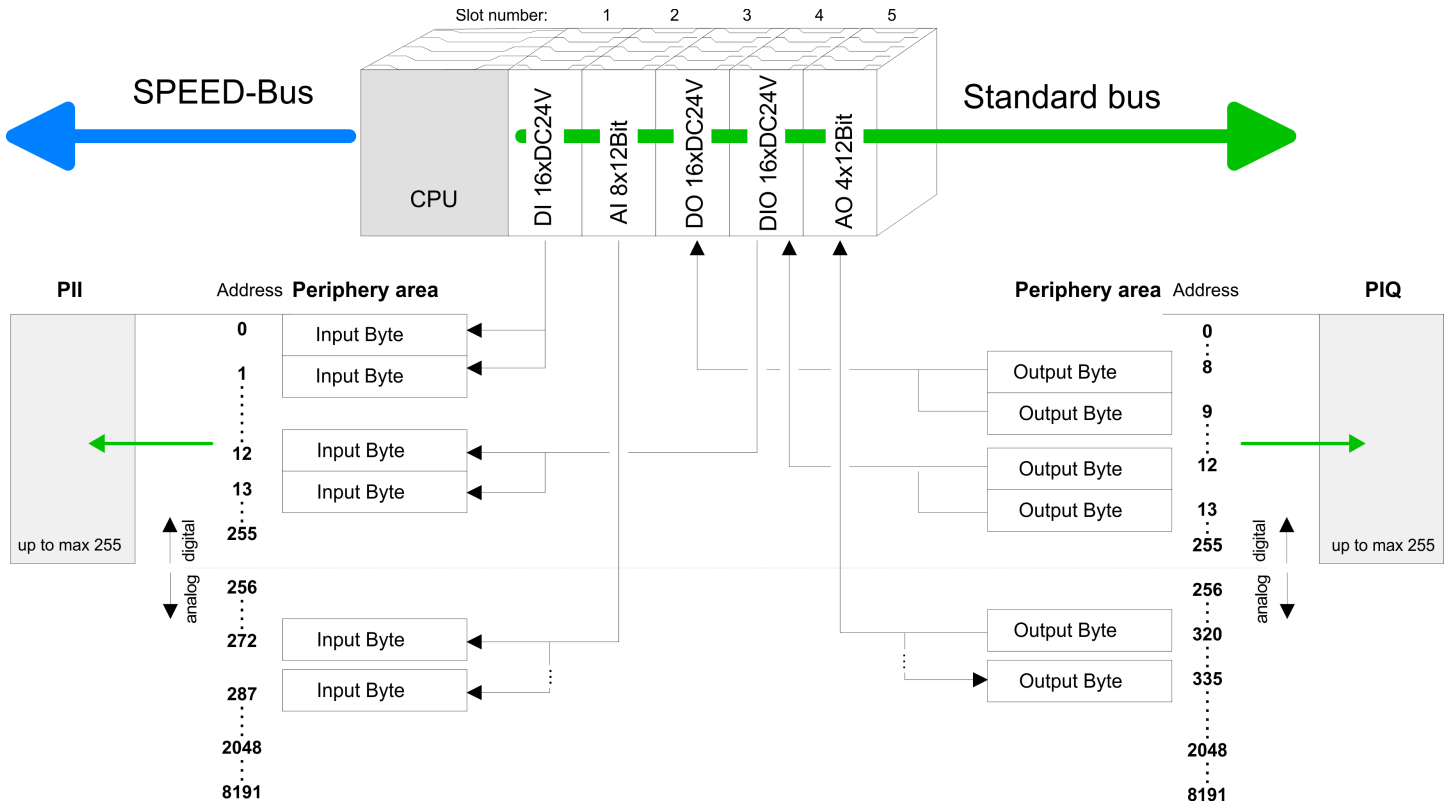 Slot number: 1 2 3 4 5
SPEED-Bus
Standard bus
CPU
DI 16xDC24V
AI 8x12Bit
DO 16xDC24V
DIO 16xDC24V
AO 4x12Bit
PII
Address Periphery area
0
Input Byte
1
Input Byte
12
Input Byte
13
Input Byte
255
up to max 255
digital
analog
256
272
Input Byte
287
Input Byte
2048
8191
Periphery area Address
PIQ
0
Output Byte
8
Output Byte
9
Output Byte
12
Output Byte
13
255
up to max 255
digital
analog
256
Output Byte
320
Output Byte
335
2048
8191